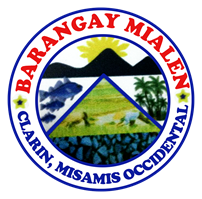 BARANGAY MIALEN
CLARIN, MISAMIS OCCIDENTAL